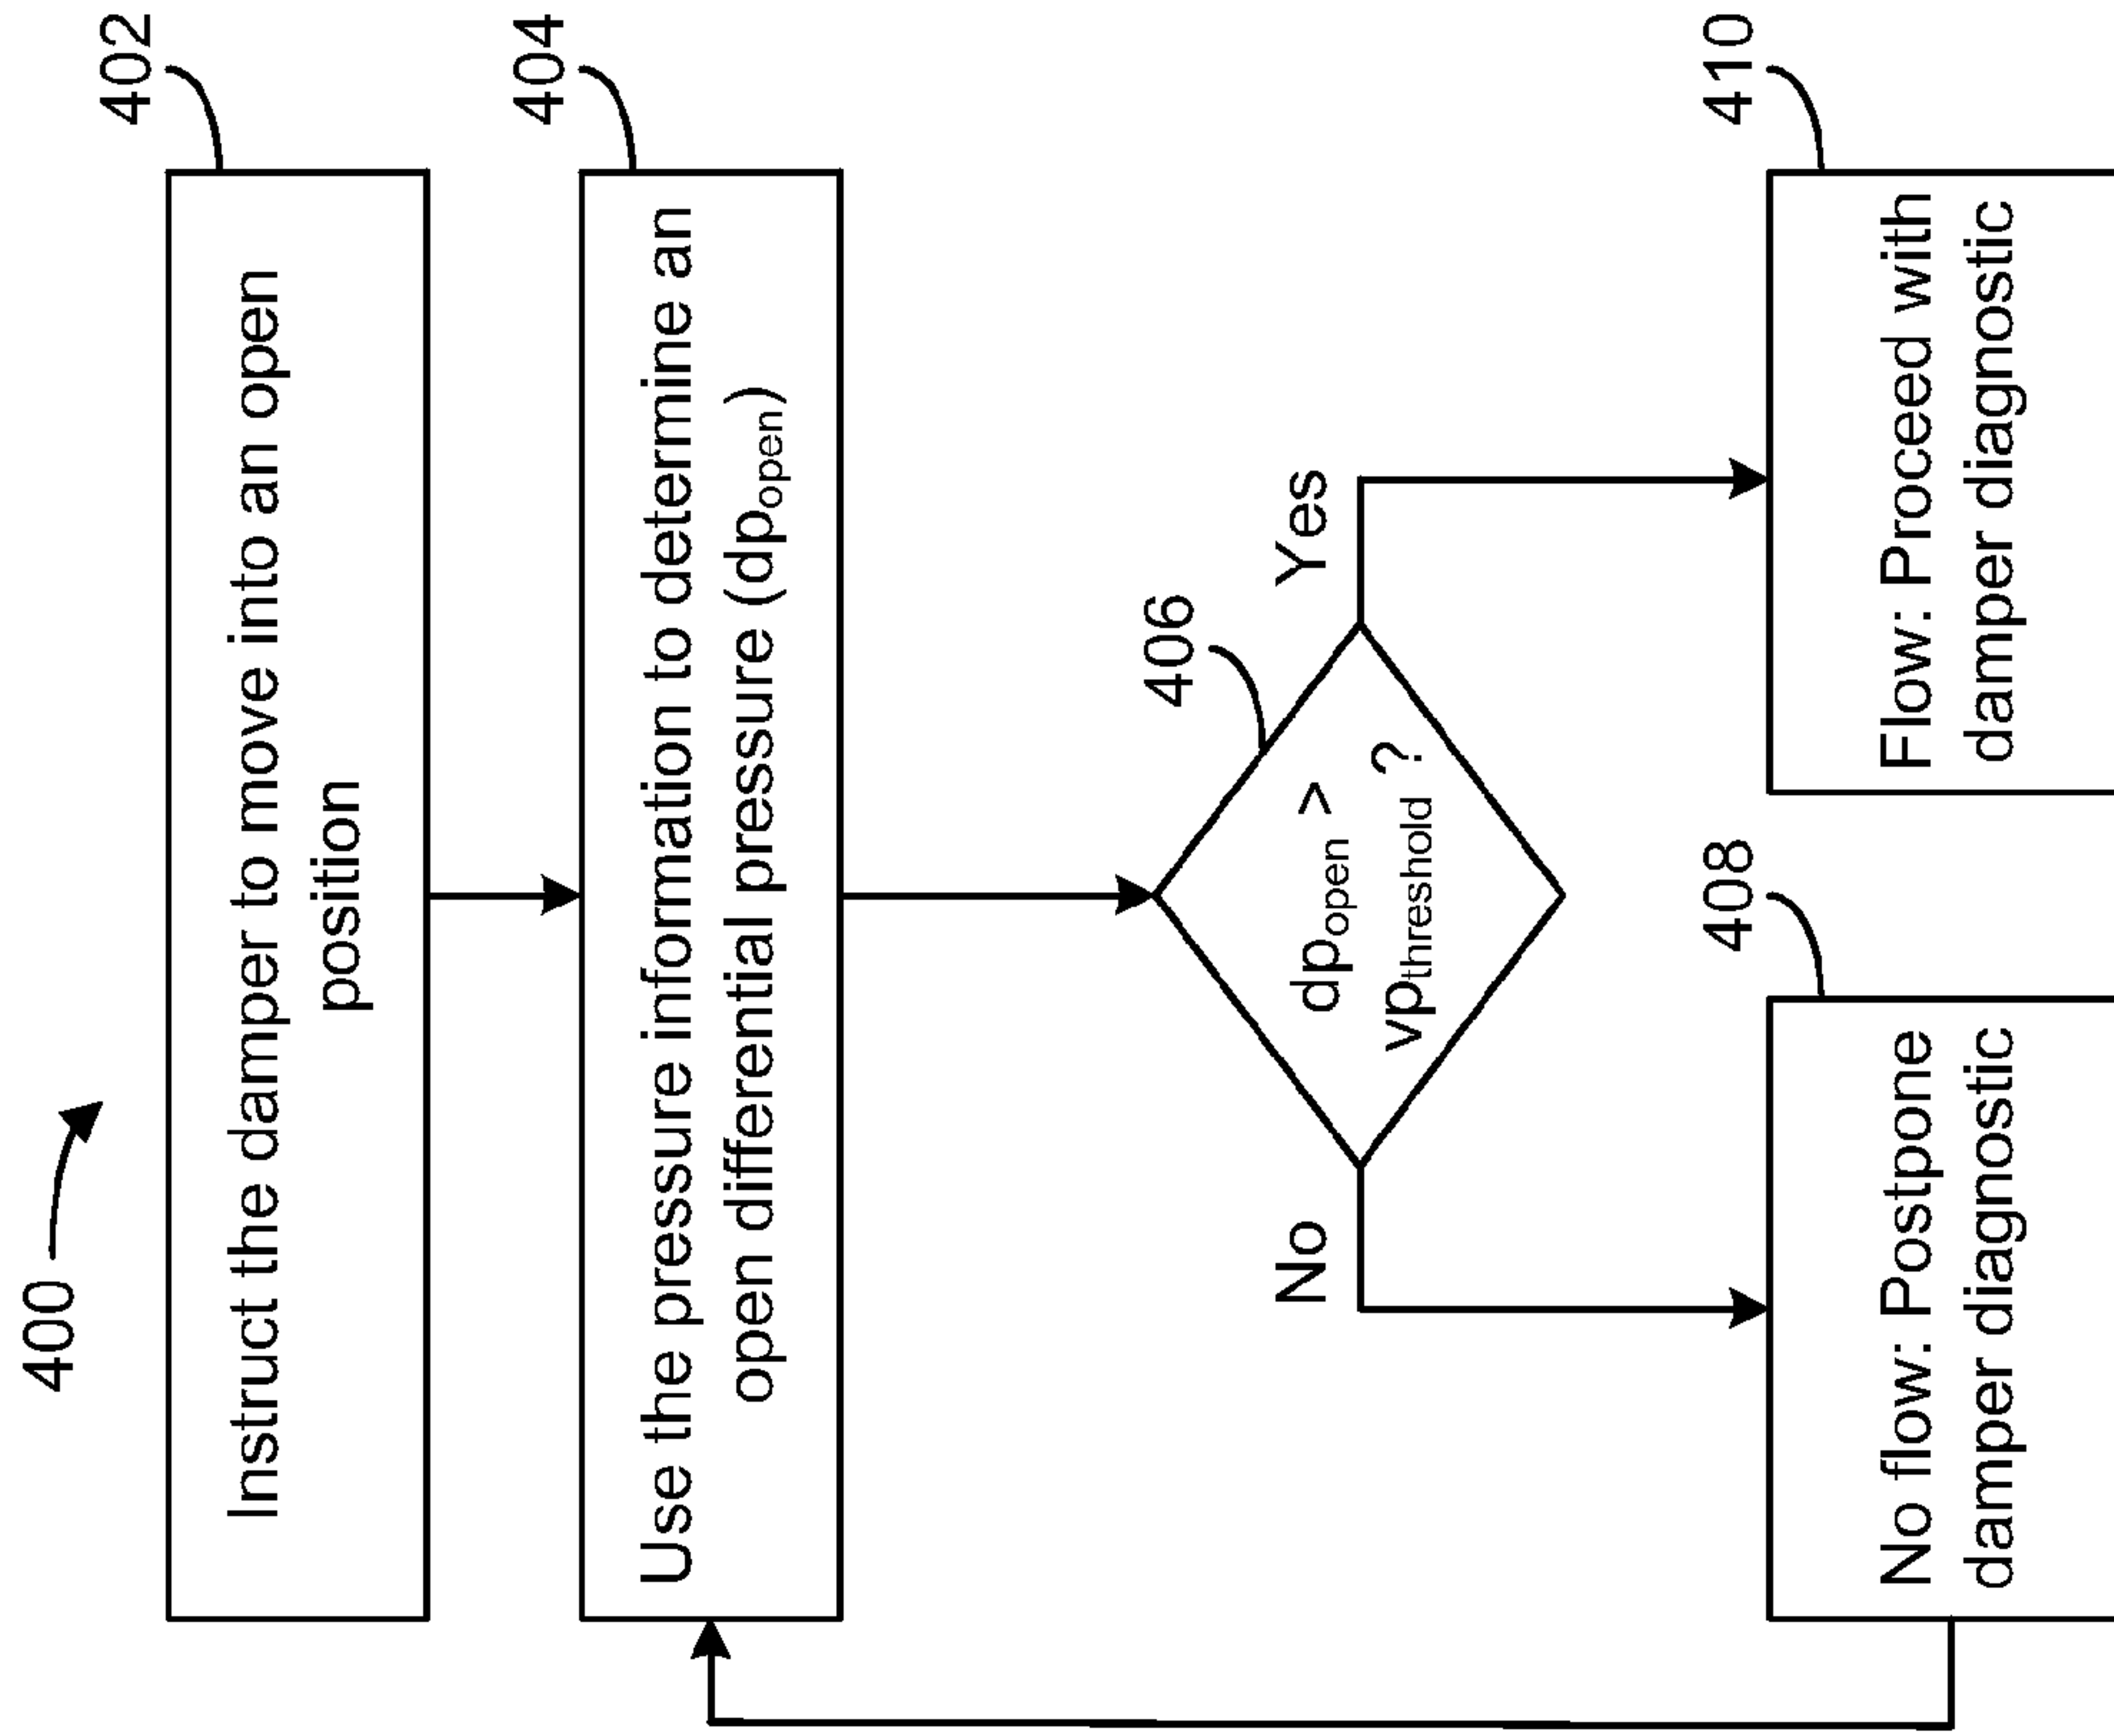 400
402
Instruct the damper to move into an open
position
404
Use the pressure information to determine an
open differential pressure (dpopen)
406
dpopen >
vpthreshold ?
No
Yes
408
No flow: Postpone
damper diagnostic
410
Flow: Proceed with
damper diagnostic